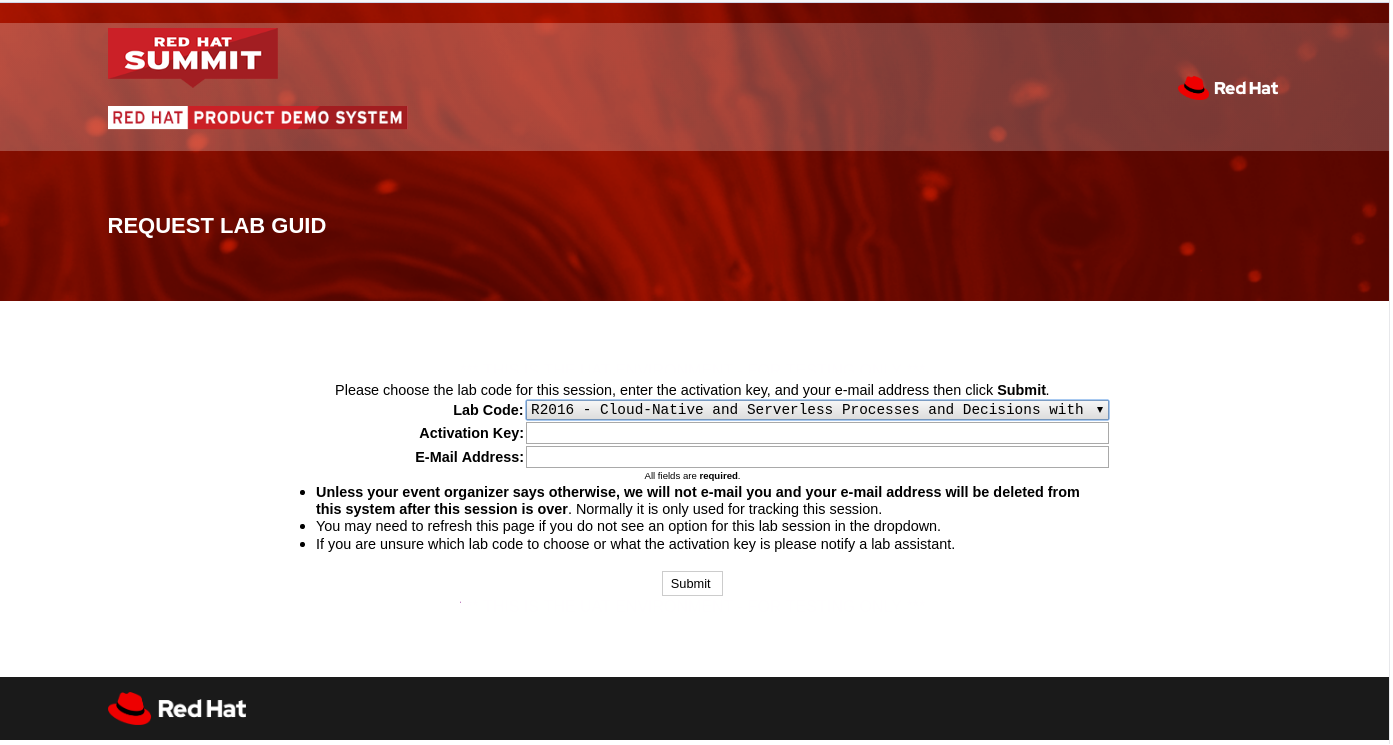 RED HAT
SUMMIT
Red Hat
RED HAT PRODUCT DEMO SYSTEM
REQUEST LAB GUID
Please choose the lab code for this session, enter the activation key, and your e-mail address then click Submit.
Lab Code: R2016 - Cloud-Native and Serverless Processes and Decisions with
Activation Key:
E-Mail Address:
All fields are required.
• Unless your event organizer says otherwise, we will not e-mail you and your e-mail address will be deleted from
this system after this session is over. Normally it is only used for tracking this session.
• You may need to refresh this page if you do not see an option for this lab session in the dropdown.
• If you are unsure which lab code to choose or what the activation key is please notify a lab assistant.
Submit
Red Hat